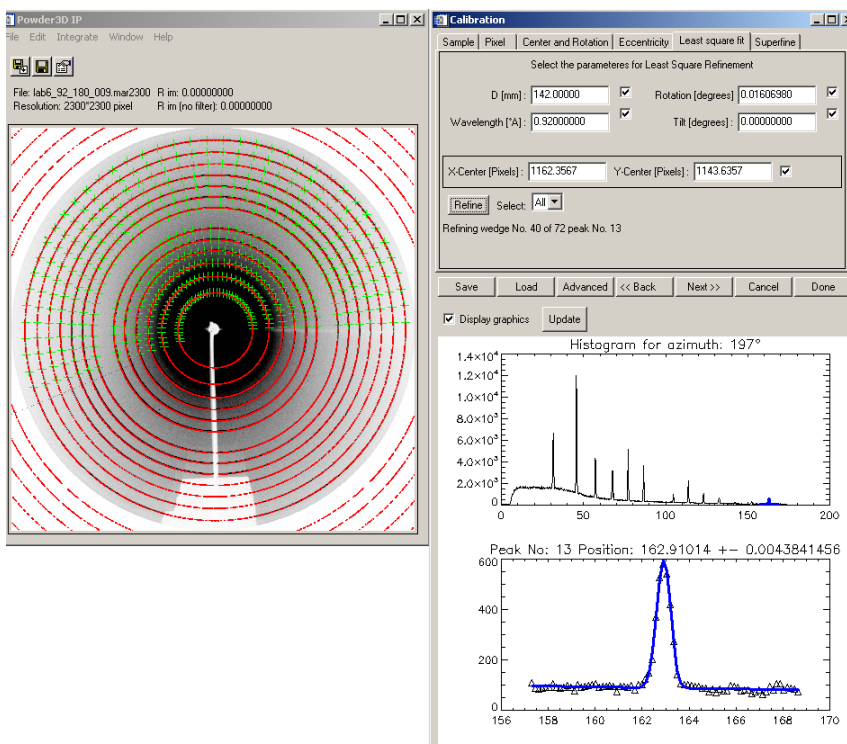 Powder3D IP
File Edit Integrate Window Help
File: lab6_92_180_009.mar2300 R im: 0.00000000
Resolution: 2300*2300 pixel R im (no filter): 0.00000000
Calibration
Sample Pixel Center and Rotation Eccentricity Least square fit Superfine
Select the parameteres for Least Square Refinement
D [mm] : 142.00000 Rotation [degrees] 0.01606980
Wavelength [*A] : 0.92000000 Tilt [degrees] : 0.00000000
X-Center [Pixels] : 1162.3567 Y-Center [Pixels] : 1143.6357
Refine Select: All
Refining wedge No. 40 of 72 peak No. 13
Save Load Advanced << Back Next >> Cancel Done
Display graphics Update
Histogram for azimuth: 197°
1.4×10⁴
1.2×10⁴
1.0×10⁴
8.0×10³
6.0×10³
4.0×10³
2.0×10³
0
0 50 100 150 200
Peak No: 13 Position: 162.91014 +- 0.0043841456
600
400
200
0
156 158 160 162 164 166 168 170